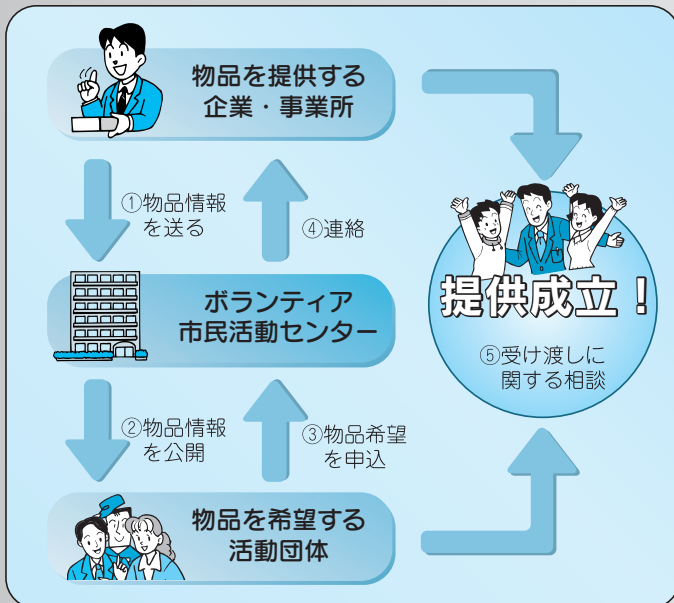 物品を提供する
企業・事業所
①物品情報
を送る
④連絡
ボランティア
市民活動センター
②物品情報
を公開
③物品希望
を申込
物品を希望する
活動団体
提供成立!
⑤受け渡しに
関する相談